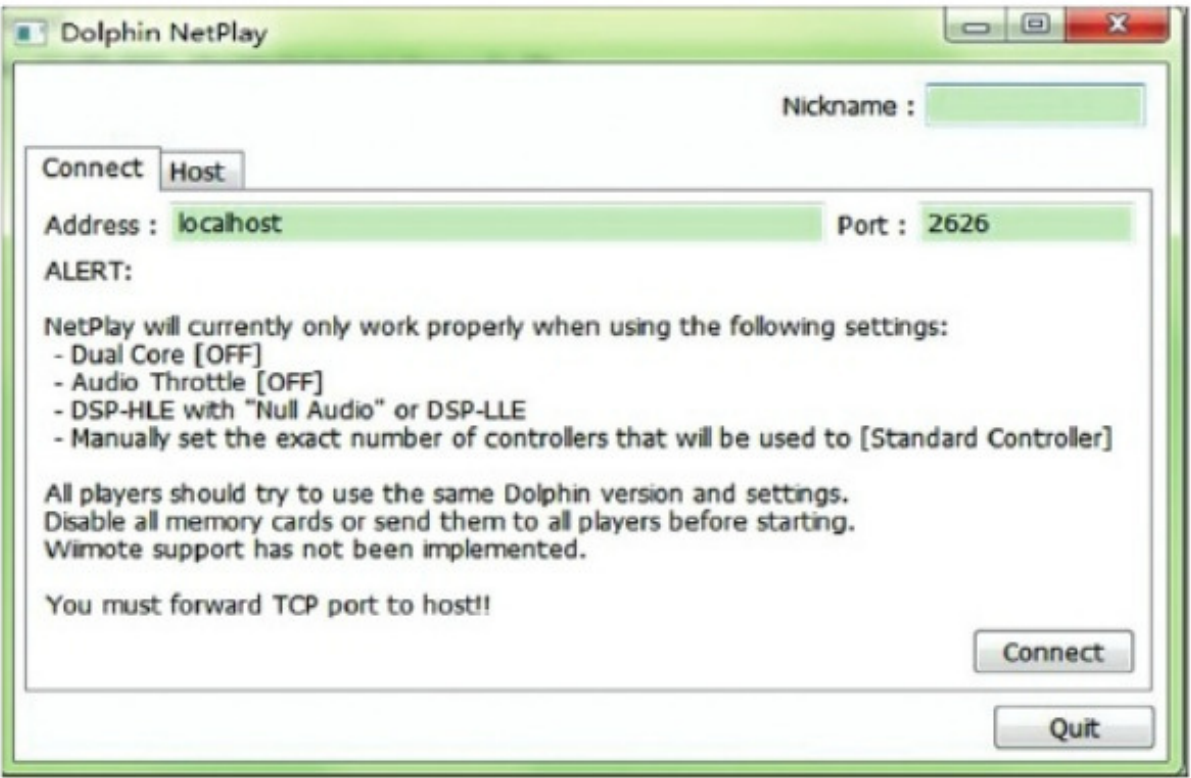 Dolphin NetPlay
Nickname :
Connect Host
Address : localhost Port : 2626
ALERT:
NetPlay will currently only work properly when using the following settings:
- Dual Core [OFF]
- Audio Throttle [OFF]
- DSP-HLE with "Null Audio" or DSP-LLE
- Manually set the exact number of controllers that will be used to [Standard Controller]
All players should try to use the same Dolphin version and settings.
Disable all memory cards or send them to all players before starting.
Wiimote support has not been implemented.
You must forward TCP port to host!!
Connect
Quit